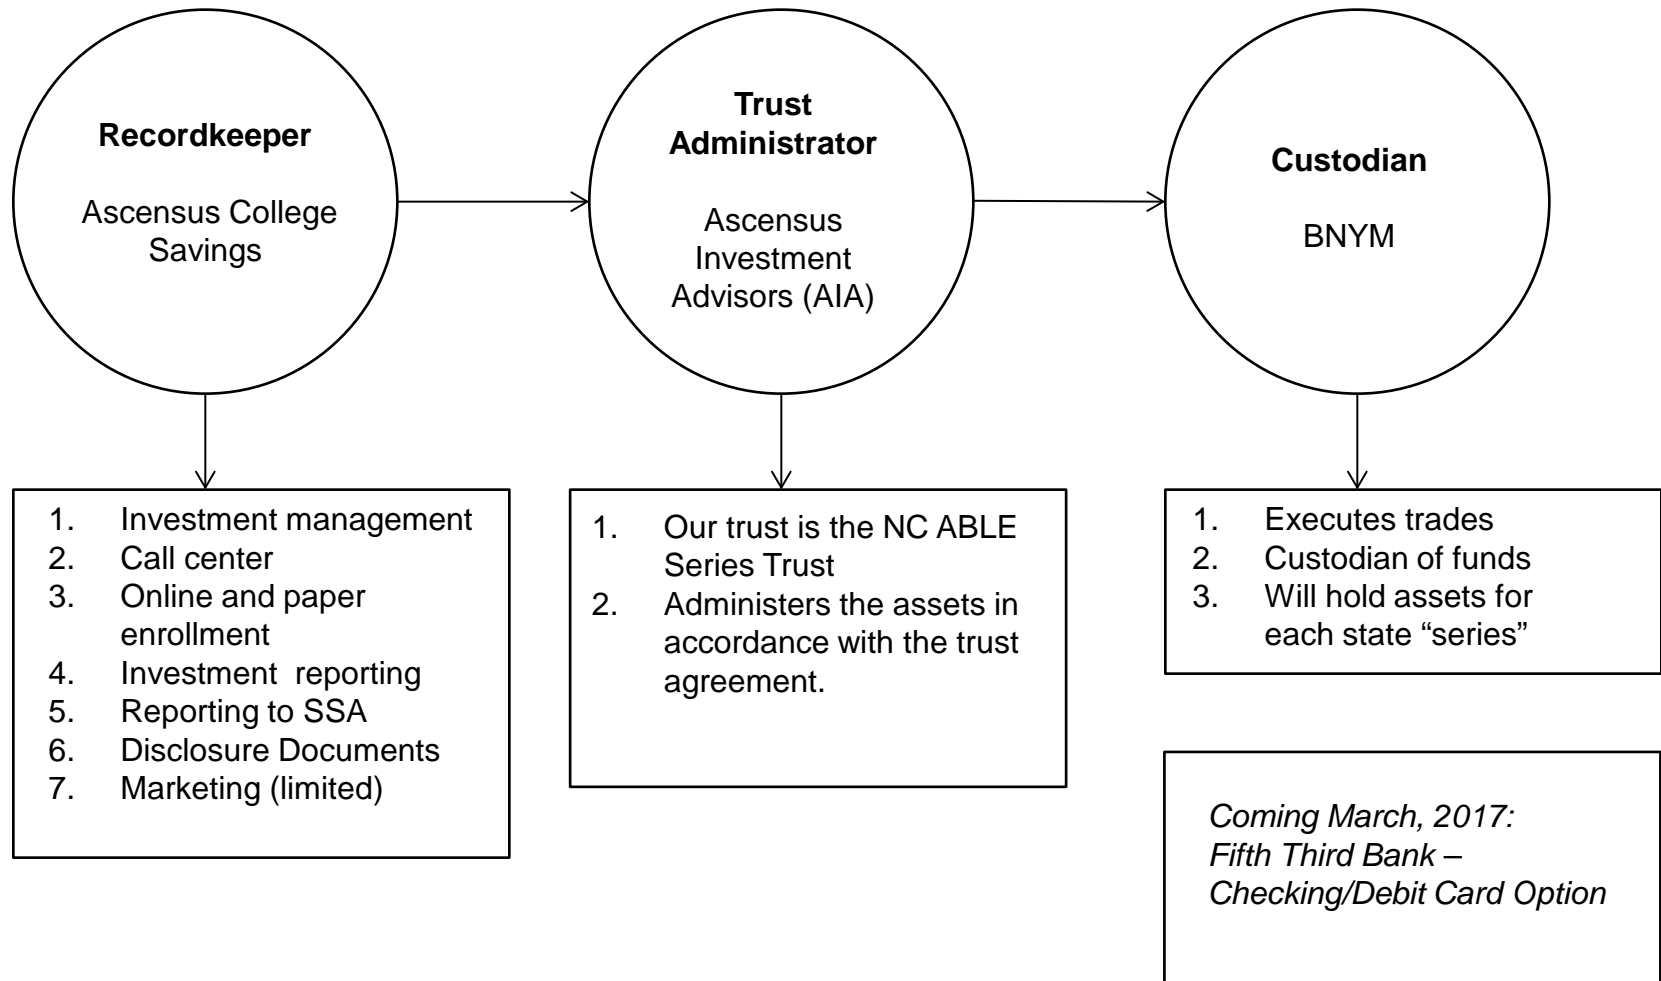 Recordkeeper
Ascensus College
Savings
Trust
Administrator
Ascensus
Investment
Advisors (AIA)
Custodian
BNYM
1. Investment management
2. Call center
3. Online and paper
enrollment
4. Investment reporting
5. Reporting to SSA
6. Disclosure Documents
7. Marketing (limited)
1. Our trust is the NC ABLE
Series Trust
2. Administers the assets in
accordance with the trust
agreement.
1. Executes trades
2. Custodian of funds
3. Will hold assets for
each state “series”
Coming March, 2017:
Fifth Third Bank –
Checking/Debit Card Option